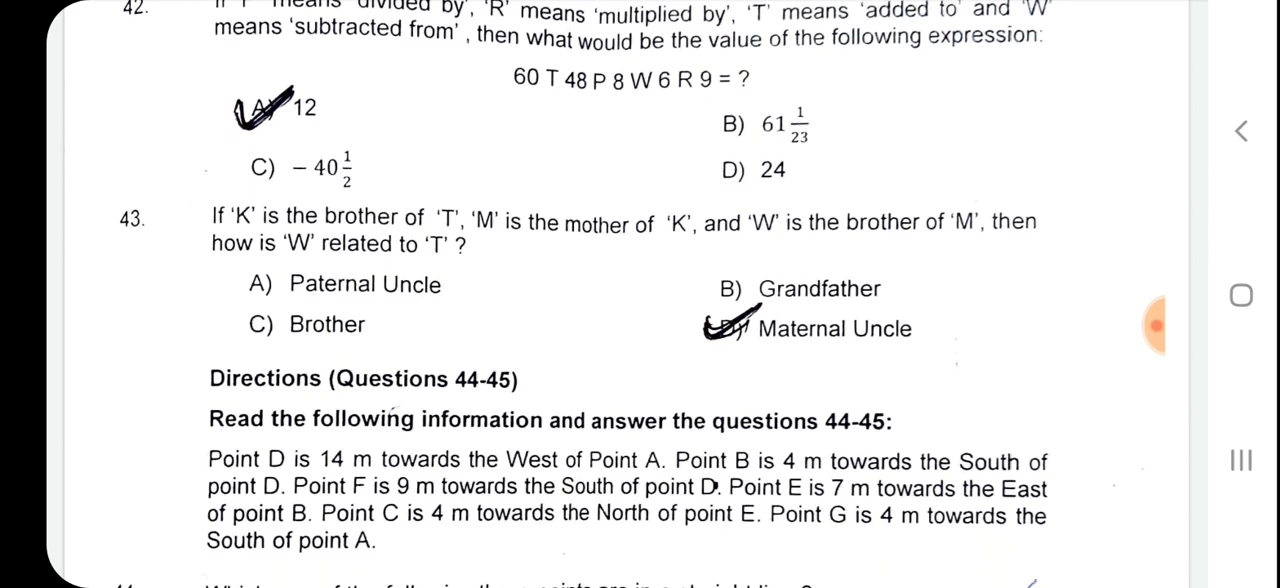 42. If 'P' means 'divided by', 'R' means 'multiplied by', 'T' means 'added to' and 'W'
means 'subtracted from' , then what would be the value of the following expression:
60 T 48 P 8 W 6 R 9 = ?
A) 12
B) 61 1/23
C) – 40 1/2
D) 24
43. If 'K' is the brother of 'T', 'M' is the mother of 'K', and 'W' is the brother of 'M', then
how is 'W' related to 'T' ?
A) Paternal Uncle
B) Grandfather
C) Brother
D) Maternal Uncle
Directions (Questions 44-45)
Read the following information and answer the questions 44-45:
Point D is 14 m towards the West of Point A. Point B is 4 m towards the South of
point D. Point F is 9 m towards the South of point D. Point E is 7 m towards the East
of point B. Point C is 4 m towards the North of point E. Point G is 4 m towards the
South of point A.